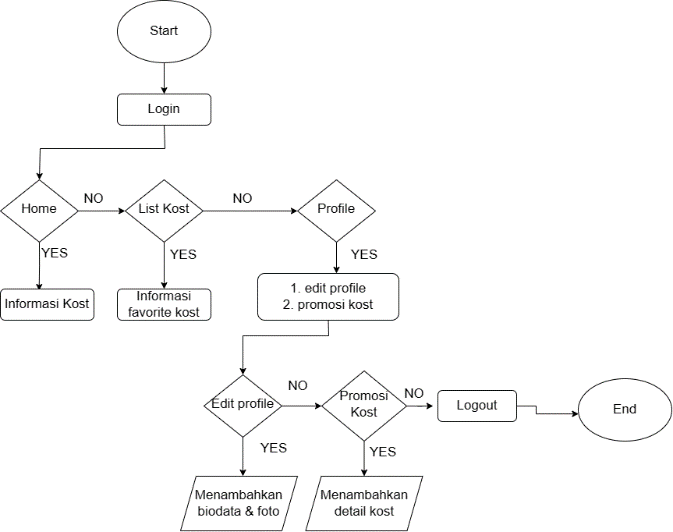 Start
Login
Home
NO
List Kost
NO
Profile
YES
YES
YES
Informasi Kost
Informasi
favorite kost
1. edit profile
2. promosi kost
Edit profile
NO
Promosi
Kost
NO
Logout
End
YES
YES
Menambahkan
biodata & foto
Menambahkan
detail kost